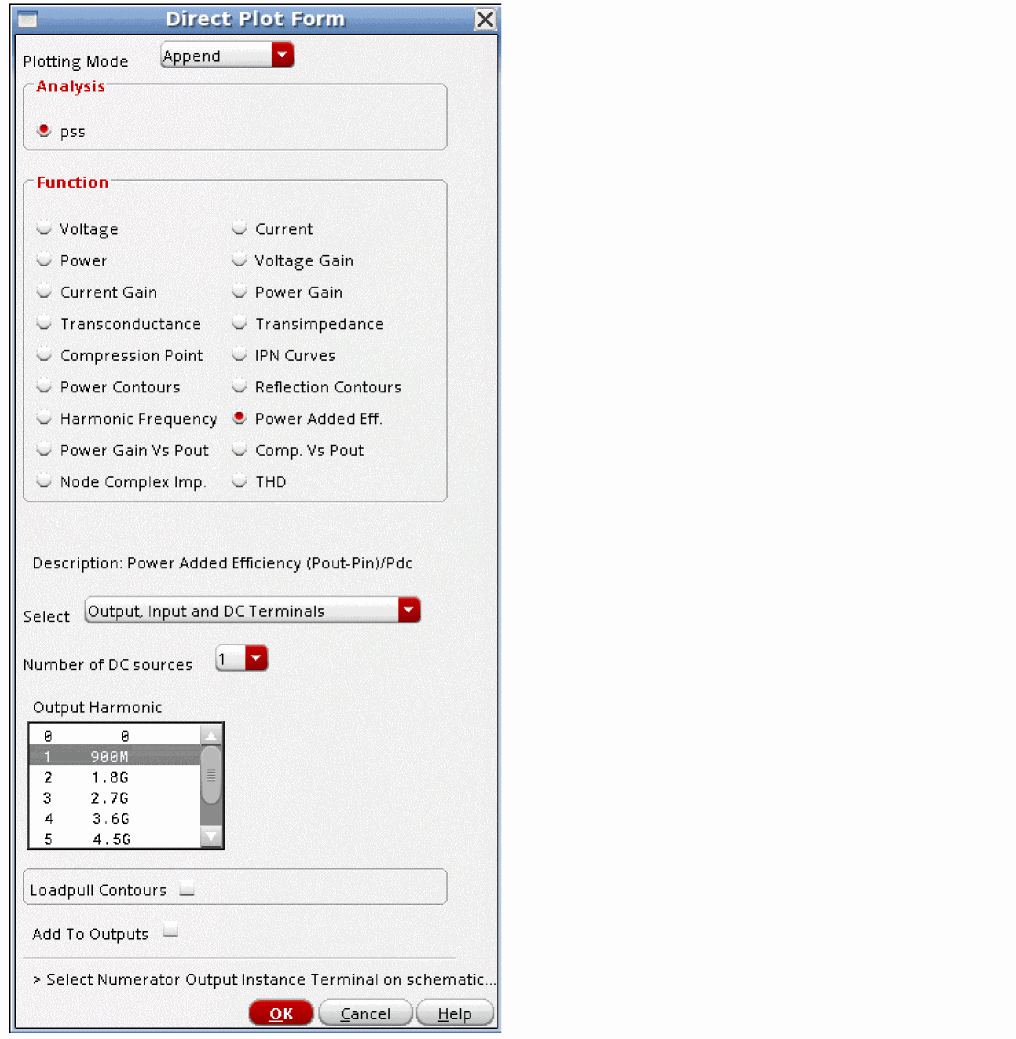 Direct Plot Form
Plotting Mode Append
Analysis
pss
Function
Voltage Current
Power Voltage Gain
Current Gain Power Gain
Transconductance Transimpedance
Compression Point IPN Curves
Power Contours Reflection Contours
Harmonic Frequency Power Added Eff.
Power Gain Vs Pout Comp. Vs Pout
Node Complex Imp. THD
Description: Power Added Efficiency (Pout-Pin)/Pdc
Select Output, Input and DC Terminals
Number of DC sources 1
Output Harmonic
0 0
1 900M
2 1.8G
3 2.7G
4 3.6G
5 4.5G
Loadpull Contours
Add To Outputs
> Select Numerator Output Instance Terminal on schematic...
OK Cancel Help